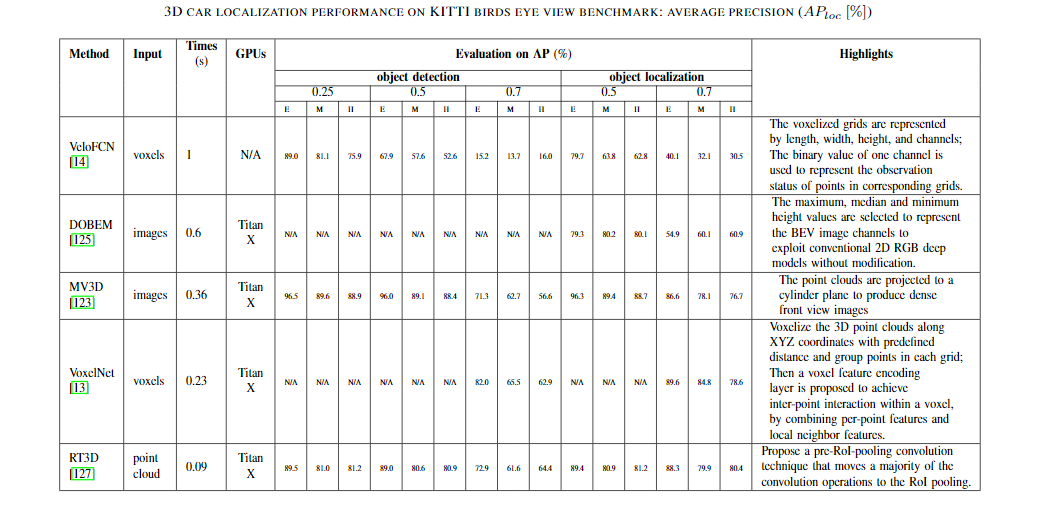 3D CAR LOCALIZATION PERFORMANCE ON KITTI BIRDS EYE VIEW BENCHMARK: AVERAGE PRECISION (APloc [%])
Method Input Times (s) GPUs Evaluation on AP (%) Highlights
object detection object localization
0.25 0.5 0.7 0.5 0.7
E M H E M H E M H E M H E M H
VeloFCN [14] voxels 1 N/A 89.0 81.1 75.9 67.9 57.6 52.6 15.2 13.7 16.0 79.7 63.8 62.8 40.1 32.1 30.5
The voxelized grids are represented
by length, width, height, and channels;
The binary value of one channel is
used to represent the observation
status of points in corresponding grids.
DOBEM [125] images 0.6 Titan X N/A N/A N/A N/A N/A N/A N/A N/A N/A 79.3 80.2 80.1 54.9 60.1 60.9
The maximum, median and minimum
height values are selected to represent
the BEV image channels to
exploit conventional 2D RGB deep
models without modification.
MV3D [123] images 0.36 Titan X 96.5 89.6 88.9 96.0 89.1 88.4 71.3 62.7 56.6 96.3 89.4 88.7 86.6 78.1 76.7
The point clouds are projected to a
cylinder plane to produce dense
front view images
VoxelNet [13] voxels 0.23 Titan X N/A N/A N/A N/A N/A N/A 82.0 65.5 62.9 N/A N/A N/A 89.6 84.8 78.6
Voxelize the 3D point clouds along
XYZ coordinates with predefined
distance and group points in each grid;
Then a voxel feature encoding
layer is proposed to achieve
inter-point interaction within a voxel,
by combining per-point features and
local neighbor features.
RT3D [127] point cloud 0.09 Titan X 89.5 81.0 81.2 89.0 80.6 80.9 72.9 61.6 64.4 89.4 80.9 81.2 88.3 79.9 80.4
Propose a pre-RoI-pooling convolution
technique that moves a majority of the
convolution operations to the RoI pooling.